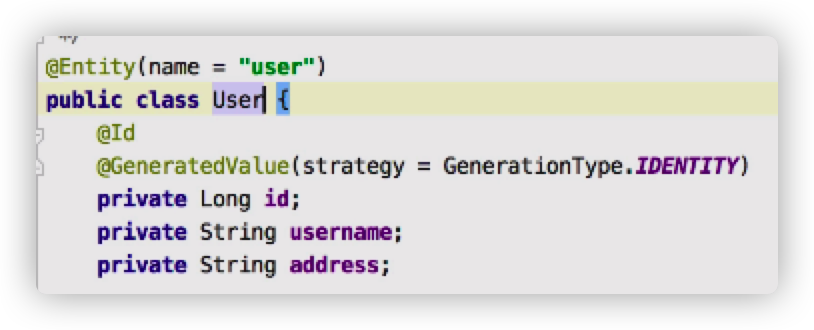 @Entity(name = "user")
public class User {
@Id
@GeneratedValue(strategy = GenerationType.IDENTITY)
private Long id;
private String username;
private String address;